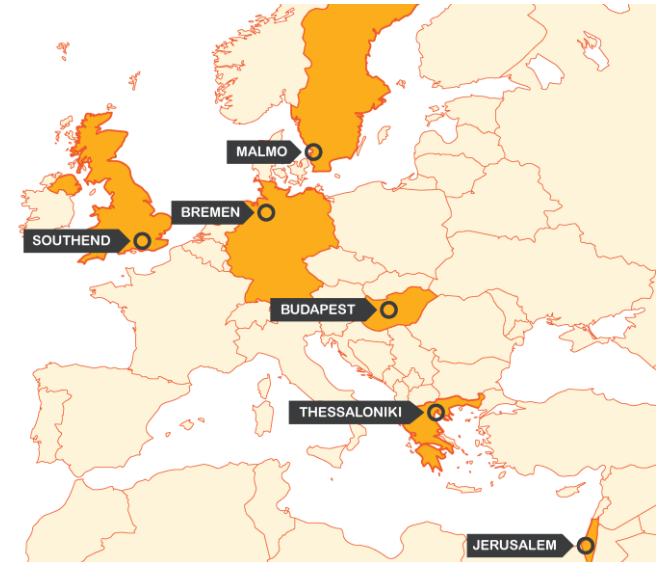 MALMO
BREMEN
SOUTHEND
BUDAPEST
THESSALONIKI
JERUSALEM